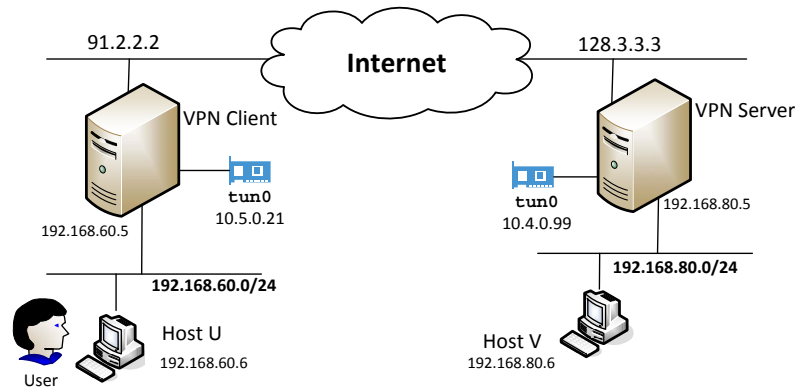 91.2.2.2
Internet
128.3.3.3
VPN Client
VPN Server
tun0
10.5.0.21
tun0
10.4.0.99
192.168.60.5
192.168.80.5
192.168.60.0/24
192.168.80.0/24
Host U
192.168.60.6
Host V
192.168.80.6
User